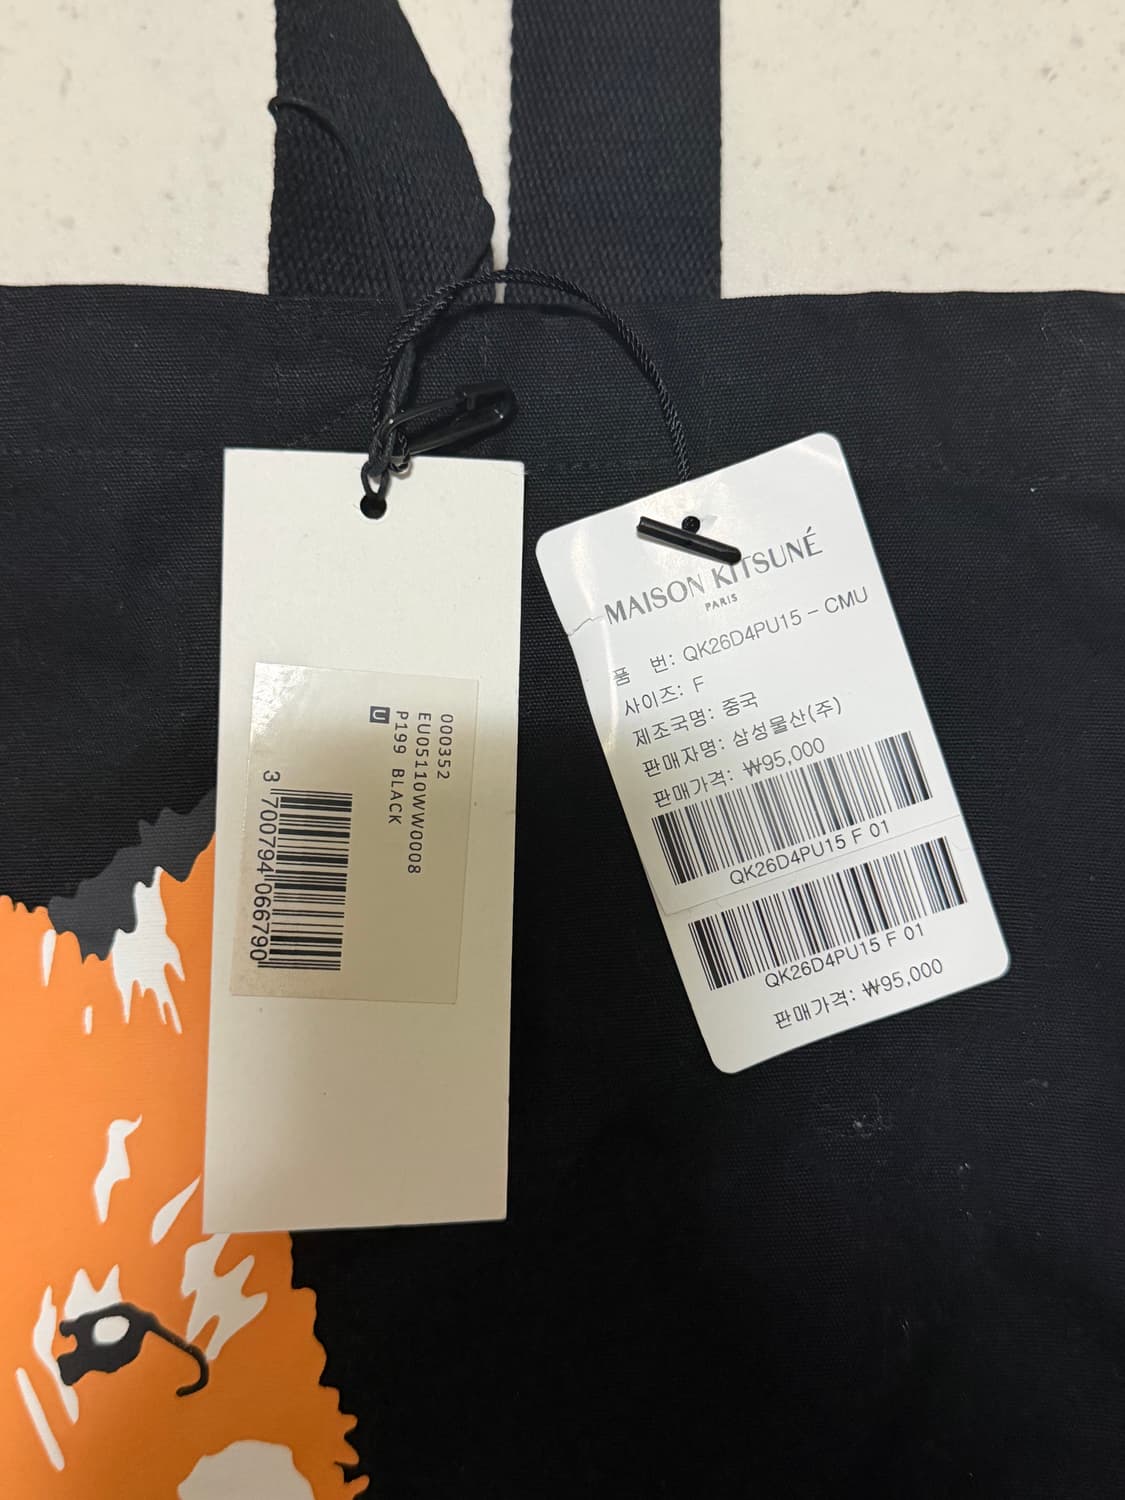 000352
EU05110WW0008
P199 BLACK
U
3 700794 066790
MAISON KITSUNÉ
PARIS
품 번: QK26D4PU15 - CMU
사이즈: F
제조국명: 중국
판매자명: 삼성물산(주)
판매가격: ₩95,000
QK26D4PU15 F 01
QK26D4PU15 F 01
판매가격: ₩95,000